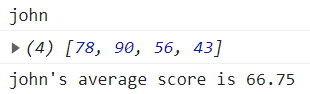 john
▶ (4) [78, 90, 56, 43]
john's average score is 66.75